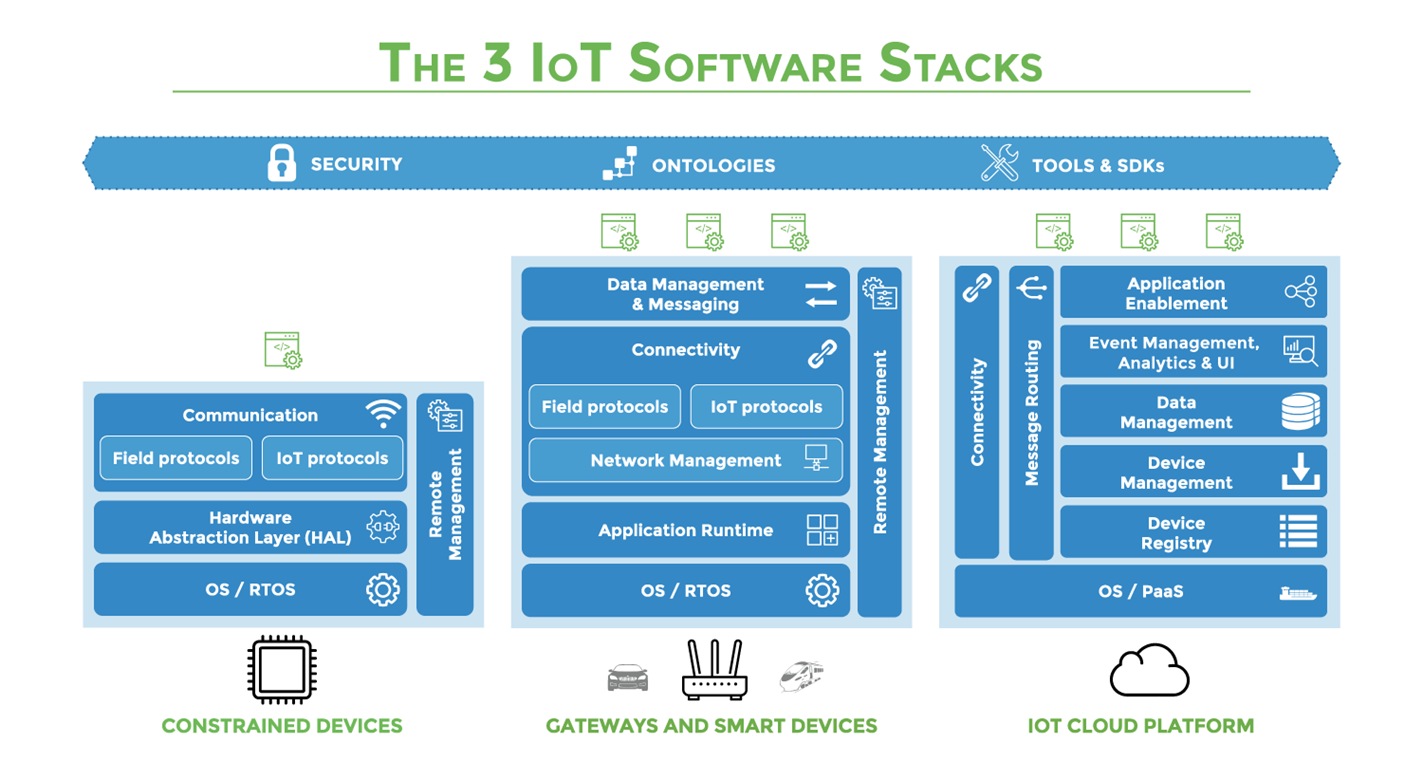 THE 3 IOT SOFTWARE STACKS
SECURITY
ONTOLOGIES
TOOLS & SDKs
</>
Communication
Field protocols
IoT protocols
Hardware
Abstraction Layer (HAL)
OS / RTOS
Remote
Management
CONSTRAINED DEVICES
</>
</>
</>
Data Management
& Messaging
Connectivity
Field protocols
IoT protocols
Network Management
Application Runtime
OS / RTOS
Remote Management
GATEWAYS AND SMART DEVICES
</>
</>
</>
Connectivity
Message Routing
Application
Enablement
Event Management,
Analytics & UI
Data
Management
Device
Management
Device
Registry
OS / PaaS
IOT CLOUD PLATFORM